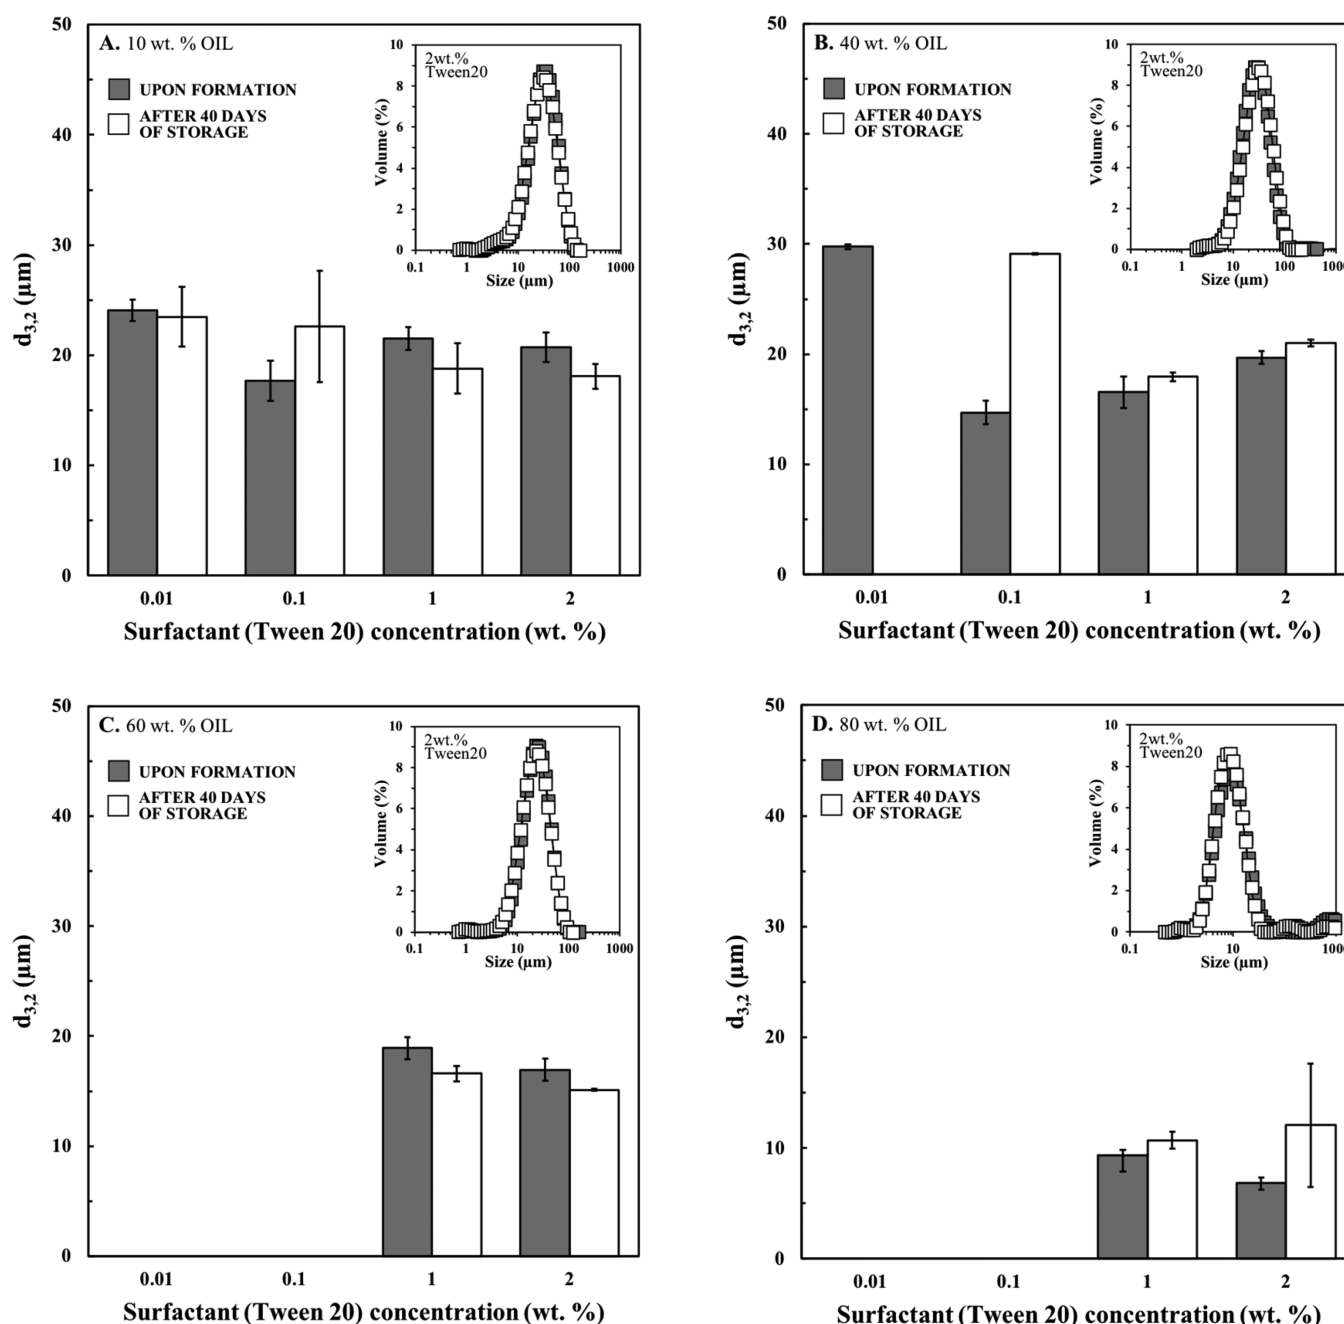 A. 10 wt. % OIL
UPON FORMATION
AFTER 40 DAYS
OF STORAGE
2wt.%
Tween20
Volume (%)
10
8
6
4
2
0
0.1 1 10 100 1000
Size (µm)
d3,2 (µm)
50
40
30
20
10
0
0.01 0.1 1 2
Surfactant (Tween 20) concentration (wt. %)
B. 40 wt. % OIL
UPON FORMATION
AFTER 40 DAYS
OF STORAGE
2wt.%
Tween20
Volume (%)
10
8
6
4
2
0
0.1 1 10 100 1000
Size (µm)
d3,2 (µm)
50
40
30
20
10
0
0.01 0.1 1 2
Surfactant (Tween 20) concentration (wt. %)
C. 60 wt. % OIL
UPON FORMATION
AFTER 40 DAYS
OF STORAGE
2wt.%
Tween20
Volume (%)
10
8
6
4
2
0
0.1 1 10 100 1000
Size (µm)
d3,2 (µm)
50
40
30
20
10
0
0.01 0.1 1 2
Surfactant (Tween 20) concentration (wt. %)
D. 80 wt. % OIL
UPON FORMATION
AFTER 40 DAYS
OF STORAGE
2wt.%
Tween20
Volume (%)
10
8
6
4
2
0
0.1 10 100
Size (µm)
d3,2 (µm)
50
40
30
20
10
0
0.01 0.1 1 2
Surfactant (Tween 20) concentration (wt. %)